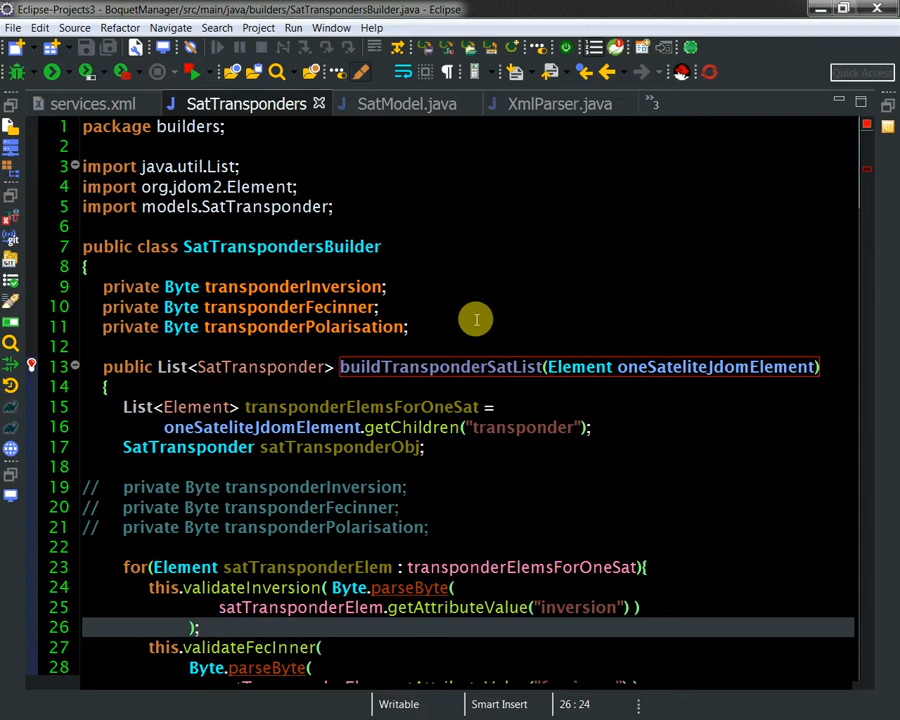 Eclipse-Projects3 - BoquetManager/src/main/java/builders/SatTranspondersBuilder.java - Eclipse
File Edit Source Refactor Navigate Search Project Run Window Help
Quick Access
services.xml SatTransponders SatModel.java XmlParser.java »3
1 package builders;
2
3 import java.util.List;
4 import org.jdom2.Element;
5 import models.SatTransponder;
6
7 public class SatTranspondersBuilder
8 {
9 private Byte transponderInversion;
10 private Byte transponderFecinner;
11 private Byte transponderPolarisation;
12
13 public List<SatTransponder> buildTransponderSatList(Element oneSateliteJdomElement)
14 {
15 List<Element> transponderElemsForOneSat =
16 oneSateliteJdomElement.getChildren("transponder");
17 SatTransponder satTransponderObj;
18
19 // private Byte transponderInversion;
20 // private Byte transponderFecinner;
21 // private Byte transponderPolarisation;
22
23 for(Element satTransponderElem : transponderElemsForOneSat){
24 this.validateInversion( Byte.parseByte(
25 satTransponderElem.getAttributeValue("inversion") )
26 );
27 this.validateFecInner(
28 Byte.parseByte(
Writable Smart Insert 26 : 24